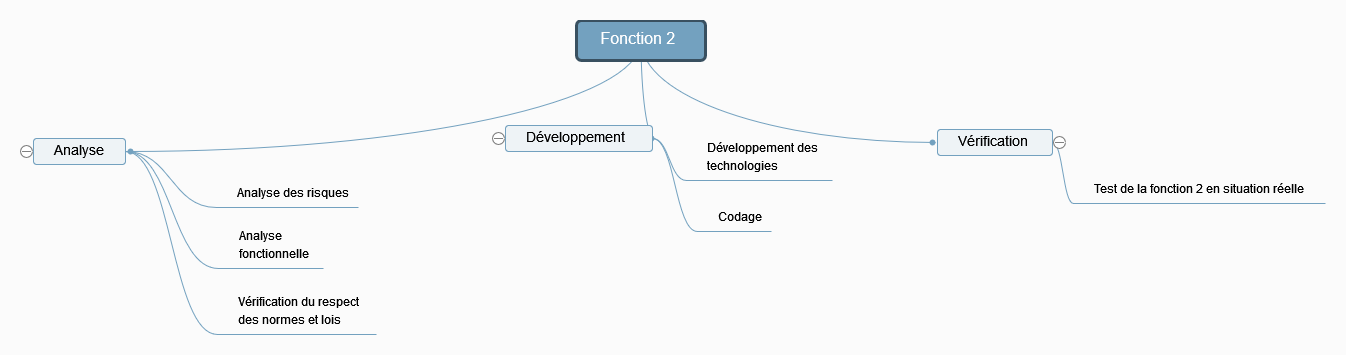 Fonction 2
Analyse
Analyse des risques
Analyse
fonctionnelle
Vérification du respect
des normes et lois
Développement
Développement des
technologies
Codage
Vérification
Test de la fonction 2 en situation réelle